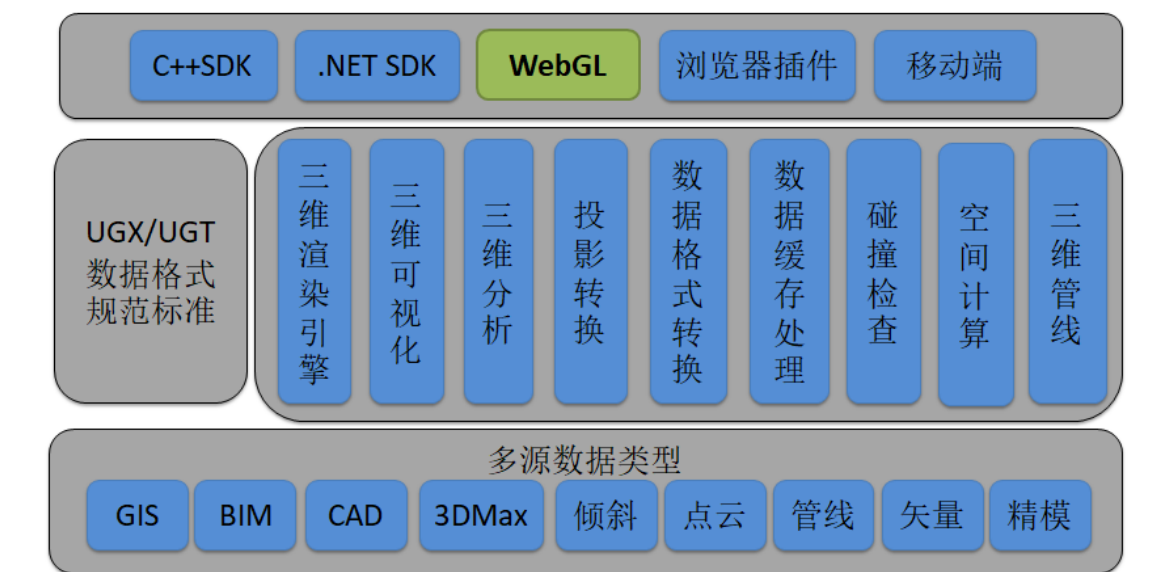 C++SDK
.NET SDK
WebGL
浏览器插件
移动端
UGX/UGT
数据格式
规范标准
三维渲染引擎
三维可视化
三维分析
投影转换
数据格式转换
数据缓存处理
碰撞检查
空间计算
三维管线
多源数据类型
GIS
BIM
CAD
3DMax
倾斜
点云
管线
矢量
精模